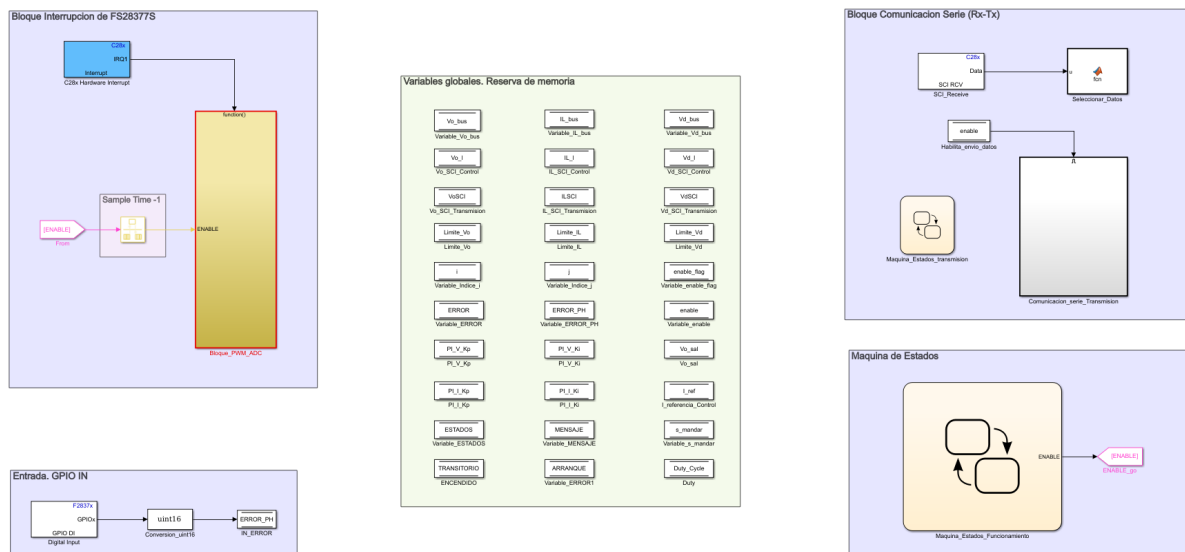 Bloque Interrupcion de FS28377S
C28x
IRQ1
Interrupt
C28x Hardware Interrupt
function()
Sample Time -1
[ENABLE]
From
ENABLE
Bloque_PWM_ADC
Entrada. GPIO IN
F2837x
GPIOx
GPIO DI
Digital Input
uint16
Conversion_uint16
ERROR_PH
IN_ERROR
Variables globales. Reserva de memoria
Vo_bus IL_bus Vd_bus
Variable_Vo_bus Variable_IL_bus Variable_Vd_bus
Vo_I IL_I Vd_I
Vo_SCI_Control IL_SCI_Control Vd_SCI_Control
VoSCI ILSCI VdSCI
Vo_SCI_Transmision IL_SCI_Transmision Vd_SCI_Transmision
Limite_Vo Limite_IL Limite_Vd
Limite_Vo Limite_IL Limite_Vd
i j enable_flag
Variable_Indice_i Variable_Indice_j Variable_enable_flag
ERROR ERROR_PH enable
Variable_ERROR Variable_ERROR_PH Variable_enable
PI_V_Kp PI_V_Ki Vo_sal
PI_V_Kp PI_V_Ki Vo_sal
PI_I_Kp PI_I_Ki I_ref
PI_I_Kp PI_I_Ki I_referencia_Control
ESTADOS MENSAJE s_mandar
Variable_ESTADOS Variable_MENSAJE Variable_s_mandar
TRANSITORIO ARRANQUE Duty_Cycle
ENCENDIDO Variable_ERROR1 Duty
Bloque Comunicacion Serie (Rx-Tx)
C28x
Data
SCI RCV
SCI_Receive
u
fcn
Seleccionar_Datos
enable
Habilita_envio_datos
Maquina_Estados_transmision
Comunicacion_serie_Transmision
Maquina de Estados
ENABLE
[ENABLE]
ENABLE_go
Maquina_Estados_Funcionamiento